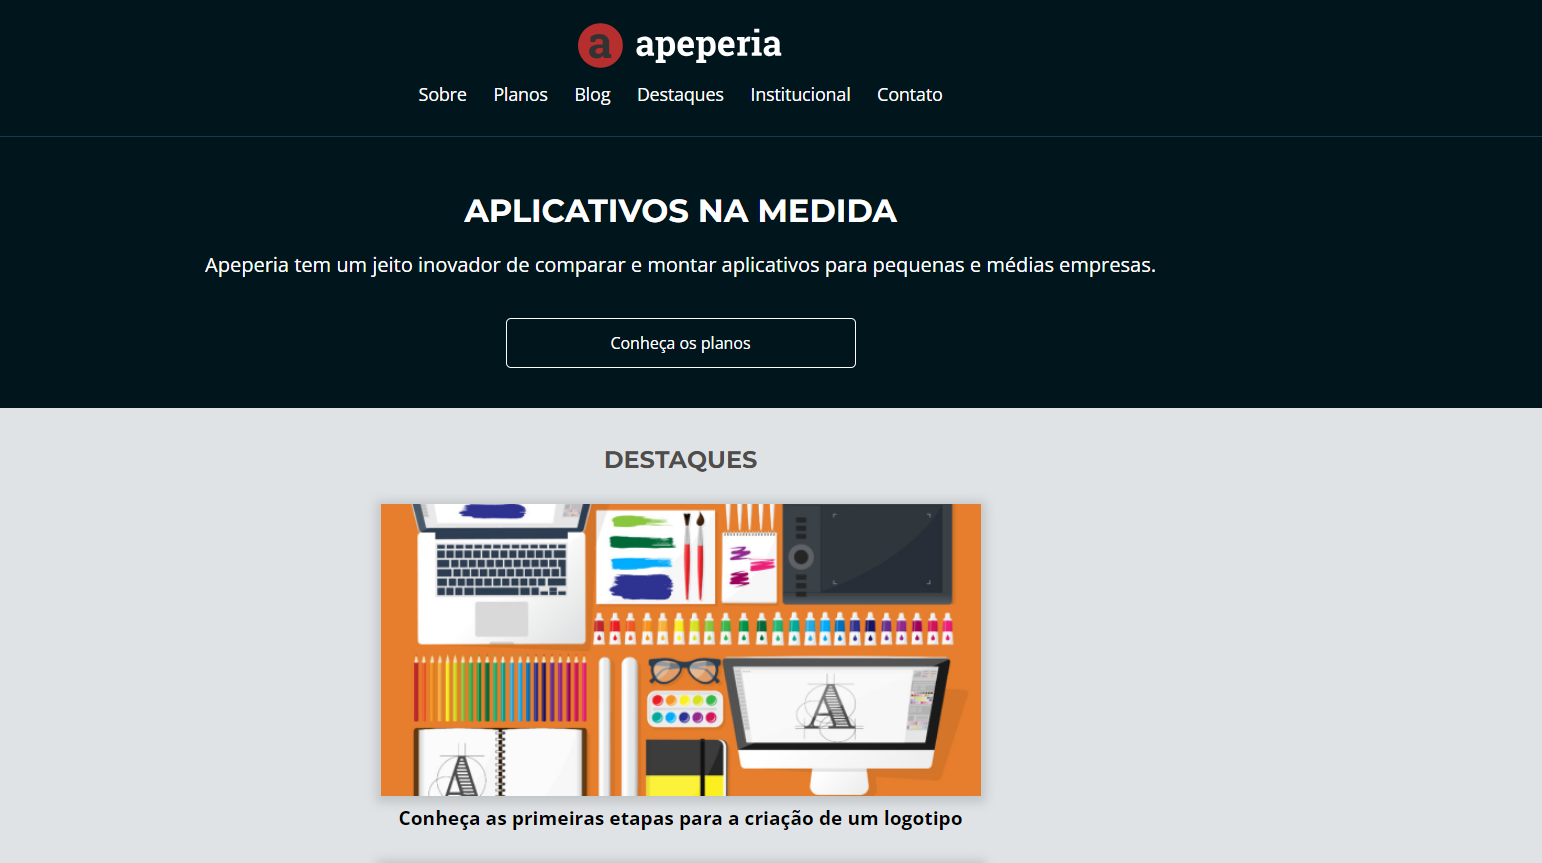 a apeperia
Sobre Planos Blog Destaques Institucional Contato
APLICATIVOS NA MEDIDA
Apeperia tem um jeito inovador de comparar e montar aplicativos para pequenas e médias empresas.
Conheça os planos
DESTAQUES
A
A
Conheça as primeiras etapas para a criação de um logotipo